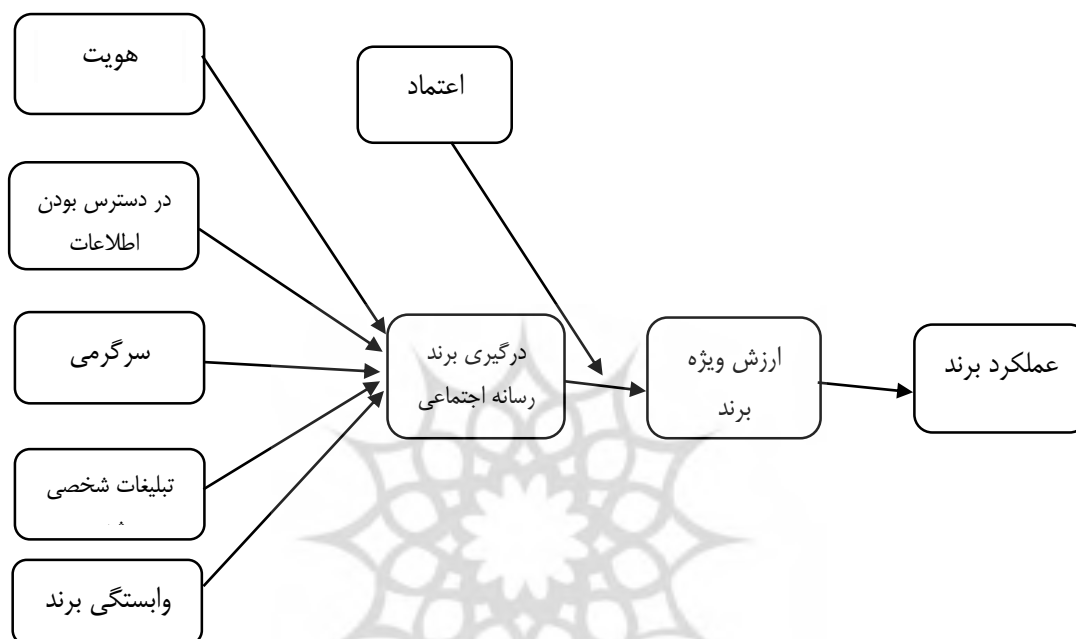 هویت
اعتماد
در دسترس بودن
اطلاعات
سرگرمی
درگیری برند
رسانه اجتماعی
ارزش ویژه
برند
عملکرد برند
تبلیغات شخصی
وابستگی برند